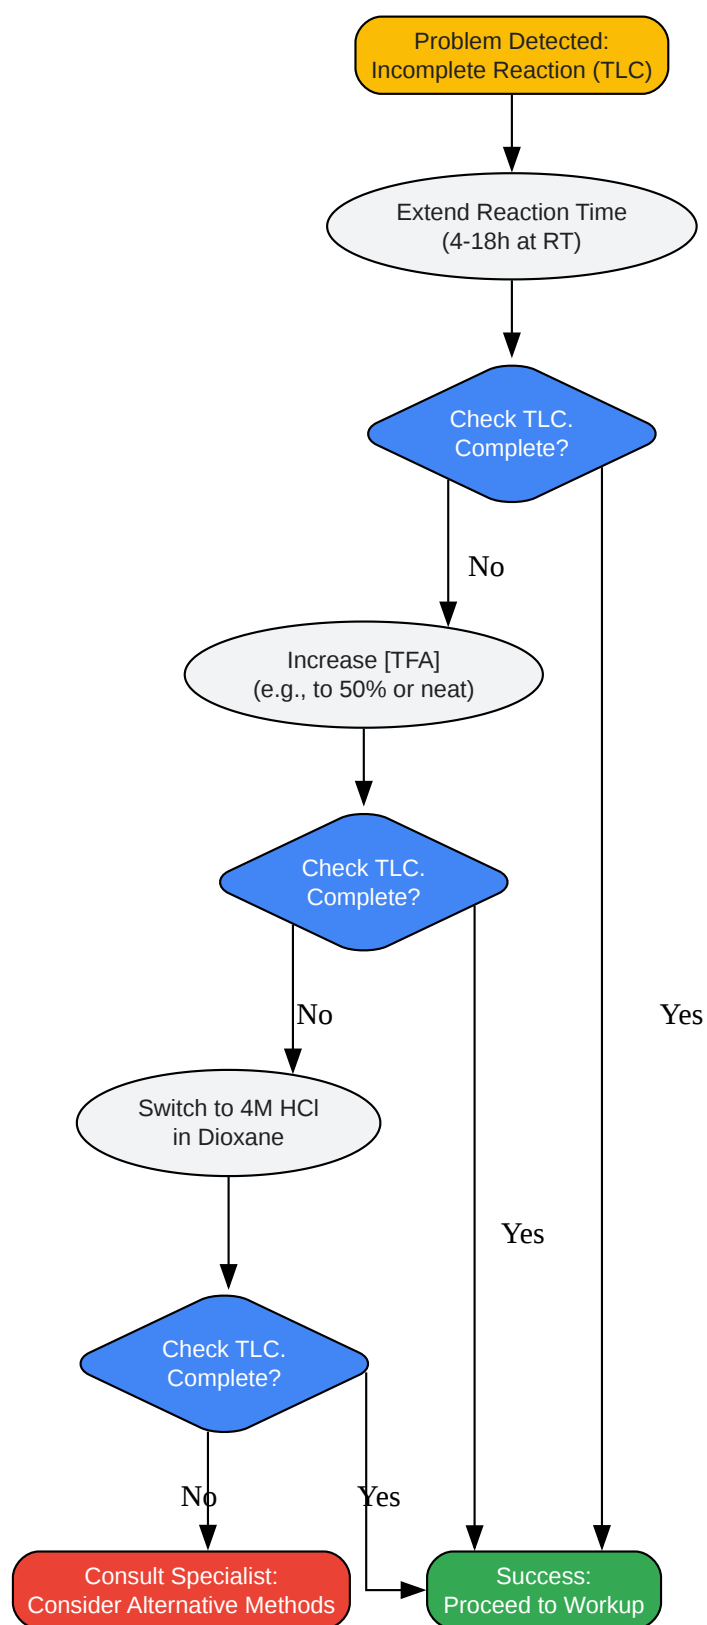 Problem Detected:
Incomplete Reaction (TLC)
Extend Reaction Time
(4-18h at RT)
Check TLC.
Complete?
No
Increase [TFA]
(e.g., to 50% or neat)
Check TLC.
Complete?
No
Yes
Switch to 4M HCl
in Dioxane
Yes
Check TLC.
Complete?
No
Yes
Consult Specialist:
Consider Alternative Methods
Success:
Proceed to Workup